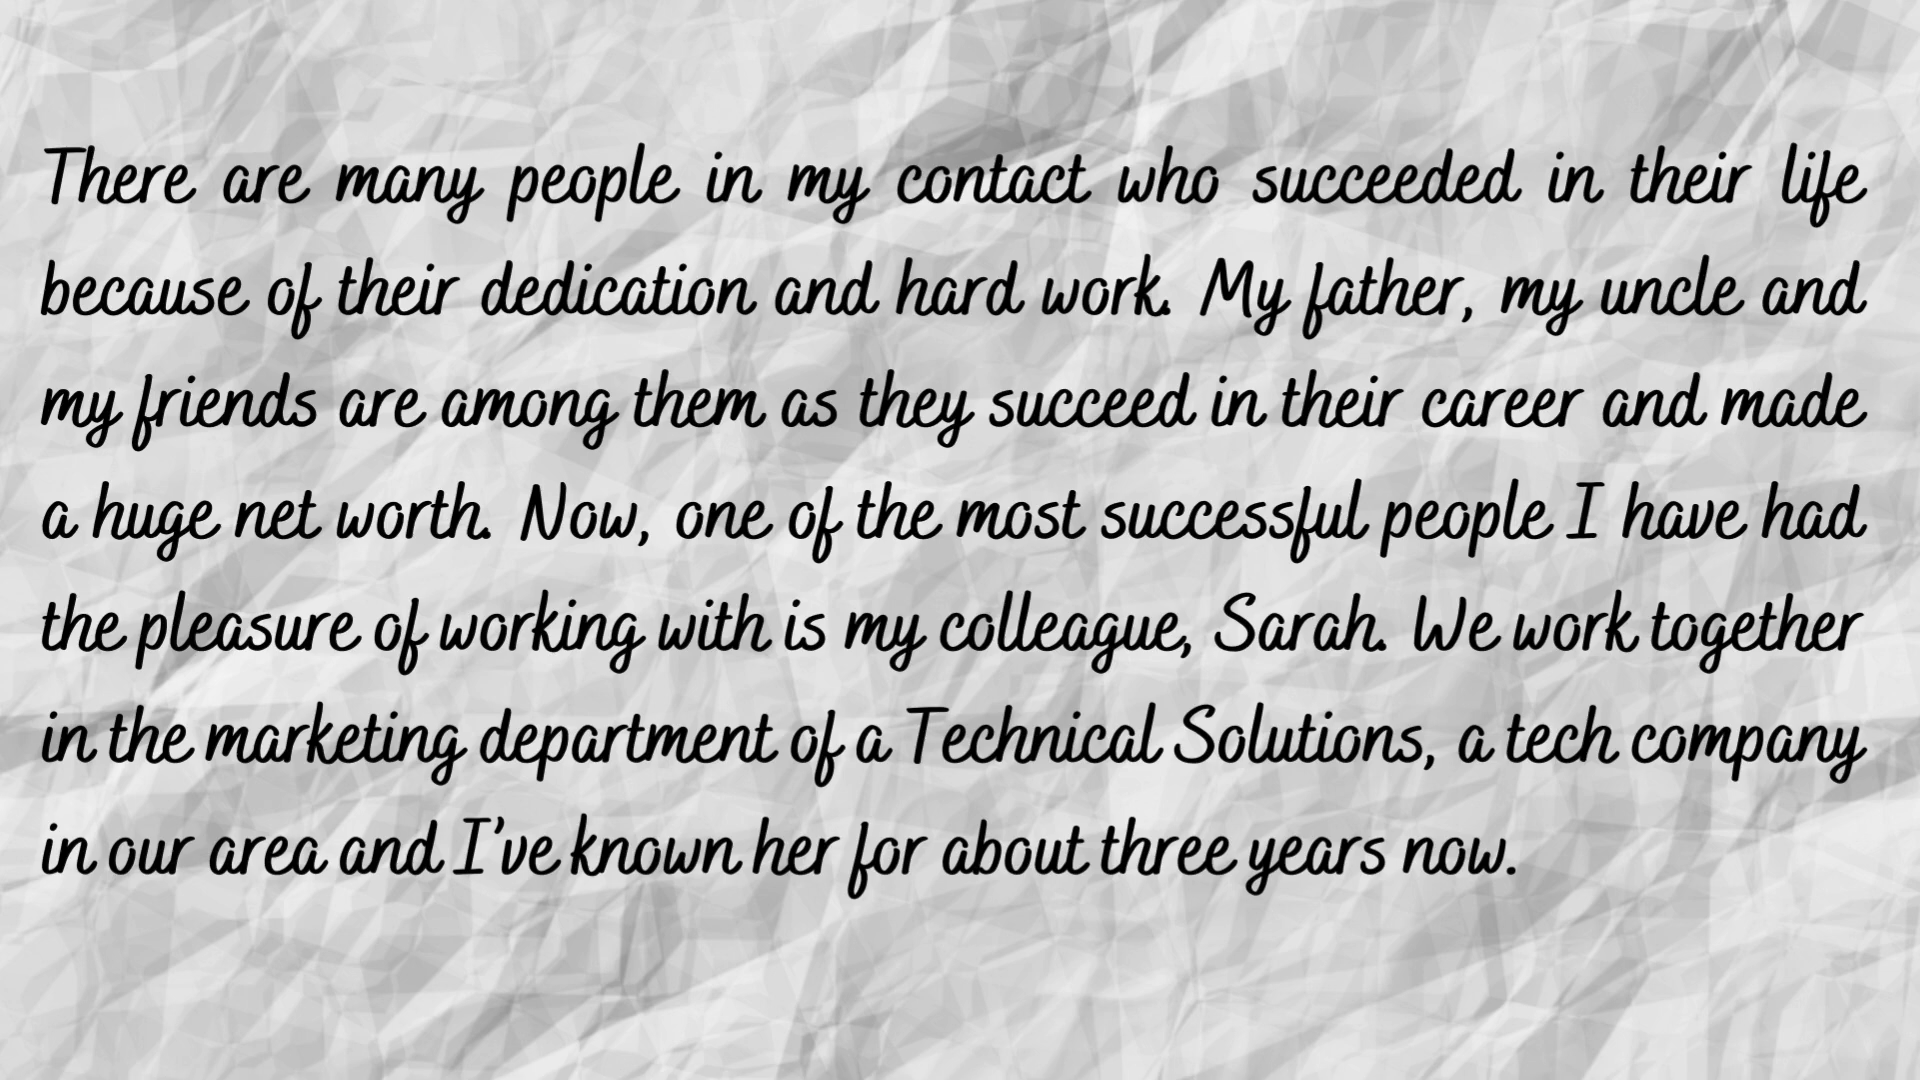 There are many people in my contact who succeeded in their life
because of their dedication and hard work. My father, my uncle and
my friends are among them as they succeed in their career and made
a huge net worth. Now, one of the most successful people I have had
the pleasure of working with is my colleague, Sarah. We work together
in the marketing department of a Technical Solutions, a tech company
in our area and I've known her for about three years now.